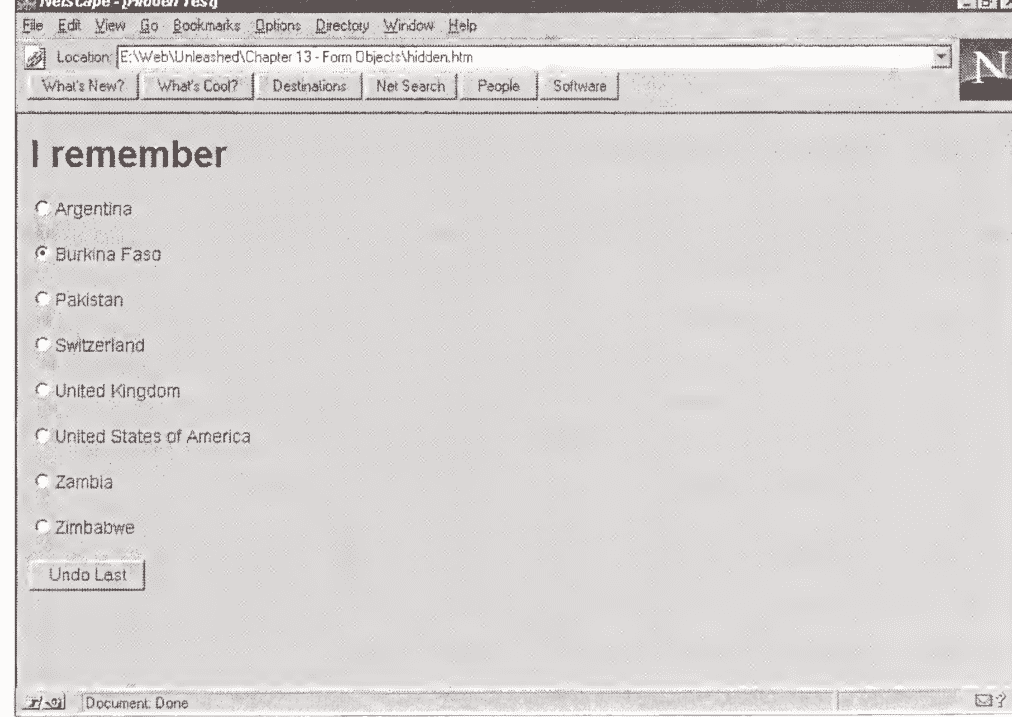 Netscape - [Hidden Test]
File Edit View Go Bookmarks Options Directory Window Help
Location: E:\Web\Unleashed\Chapter 13 - Form Objects\hidden.htm
What's New? What's Cool? Destinations Net Search People Software
N
I remember
Argentina
Burkina Faso
Pakistan
Switzerland
United Kingdom
United States of America
Zambia
Zimbabwe
Undo Last
Document: Done
?